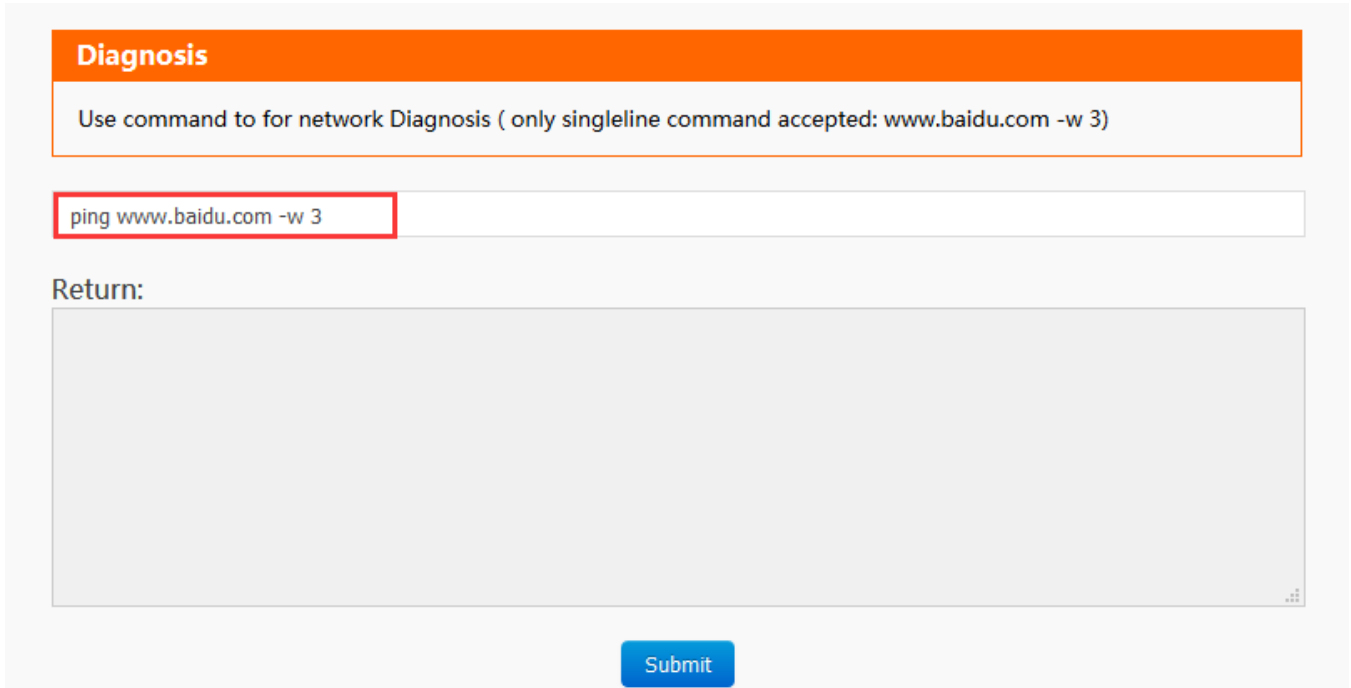 Diagnosis
Use command to for network Diagnosis ( only singleline command accepted: www.baidu.com -w 3)
ping www.baidu.com -w 3
Return:
Submit